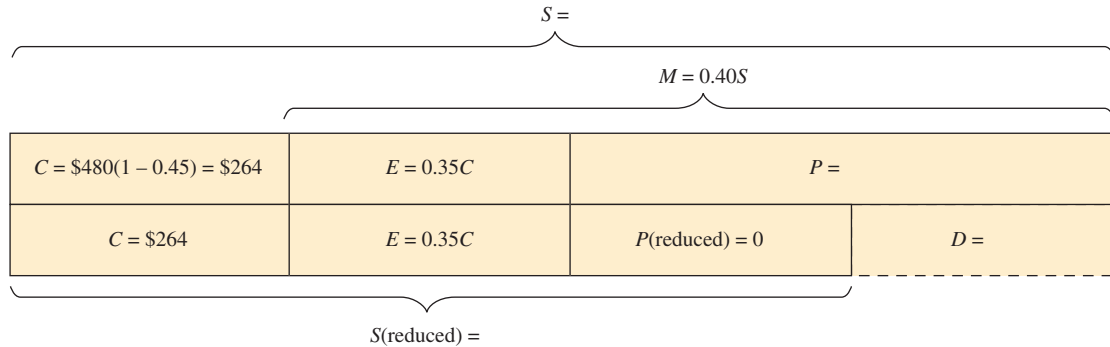 S =
M = 0.40S
C = $480(1 – 0.45) = $264
E = 0.35C
P =
C = $264
E = 0.35C
P(reduced) = 0
D =
S(reduced) =